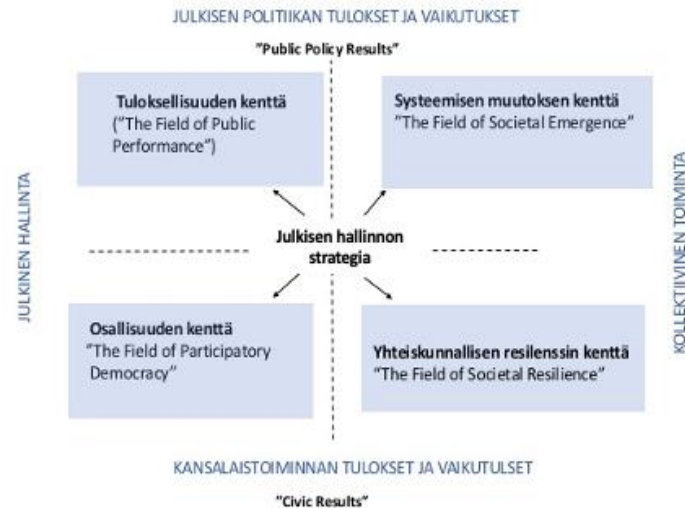 JULKISEN POLITIIKAN TULOKSET JA VAIKUTUKSET
"Public Policy Results"
Tuloksellisuuden kenttä
("The Field of Public
Performance")
Systeemisen muutoksen kenttä
"The Field of Societal Emergence"
JULKINEN HALLINTA
Julkisen hallinnon
strategia
KOLLEKTIIVINEN TOIMINTA
Osallisuuden kenttä
"The Field of Participatory
Democracy"
Yhteiskunnallisen resilenssin kenttä
"The Field of Societal Resilience"
KANSALAISTOIMINNAN TULOKSET JA VAIKUTULSET
"Civic Results"